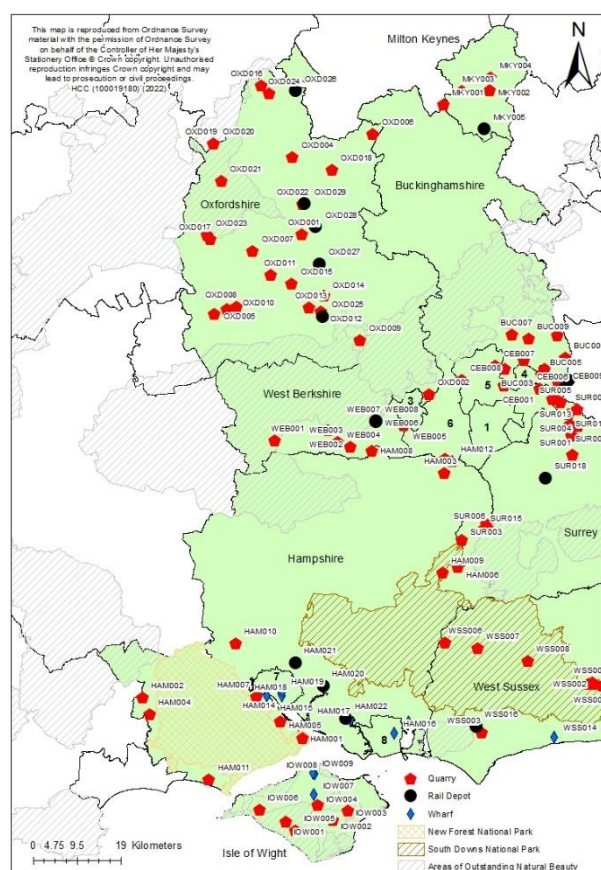 This map is reproduced from Ordnance Survey
material with the permission of Ordnance Survey
on behalf of the Controller of Her Majesty's
Stationery Office © Crown copyright. Unauthorised
reproduction infringes Crown copyright and may
lead to prosecution or civil proceedings.
HCC (100019180) (2022)
Milton Keynes
N
MKY004
MKY003
MKY001
MKY002
MKY005
OXD016
OXD024
OXD026
OXD006
OXD019
OXD020
OXD004
OXD018
OXD021
Buckinghamshire
Oxfordshire
OXD022
OXD029
OXD028
OXD017
OXD023
OXD001
OXD007
OXD027
OXD011
OXD015
OXD014
OXD008
OXD010
OXD013
OXD025
OXD005
OXD012
OXD009
BUC007
BUC009
CEB007
BUC005
CEB008
4
CEB006
CEB009
OXD002
5
BUC003
SUR005
CEB001
West Berkshire
3
WEB007
WEB008
WEB006
6
1
SUR013
SUR004
SUR001
WEB003
WEB001
WEB002
WEB004
WEB005
HAM008
HAM012
HAM003
SUR018
SUR006
SUR015
SUR003
Surrey
Hampshire
HAM009
HAM006
HAM010
WSS006
WSS007
WSS008
HAM021
HAM020
HAM007
7
HAM019
HAM018
HAM002
HAM004
HAM014
HAM015
HAM017
HAM022
HAM005
HAM016
HAM001
8
West Sussex
WSS002
WSS016
WSS003
WSS014
HAM011
IOW008
IOW009
IOW007
IOW006
IOW004
IOW003
IOW005
IOW002
IOW001
Isle of Wight
0 4.75 9.5 19 Kilometers
Quarry
Rail Depot
Wharf
New Forest National Park
South Downs National Park
Areas of Outstanding Natural Beauty